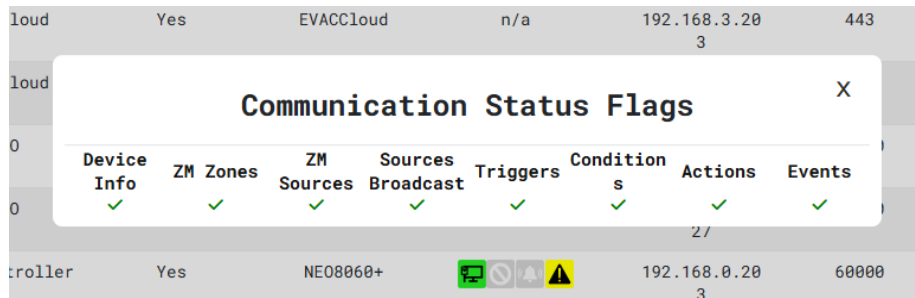 loud Yes EVACCloud n/a 192.168.3.20 443
3
loud
X
Communication Status Flags
0
Device ZM Zones ZM Sources Triggers Condition Actions Events
Info Sources Broadcast s
0
27
troller Yes NEO8060+ 192.168.0.20 60000
3